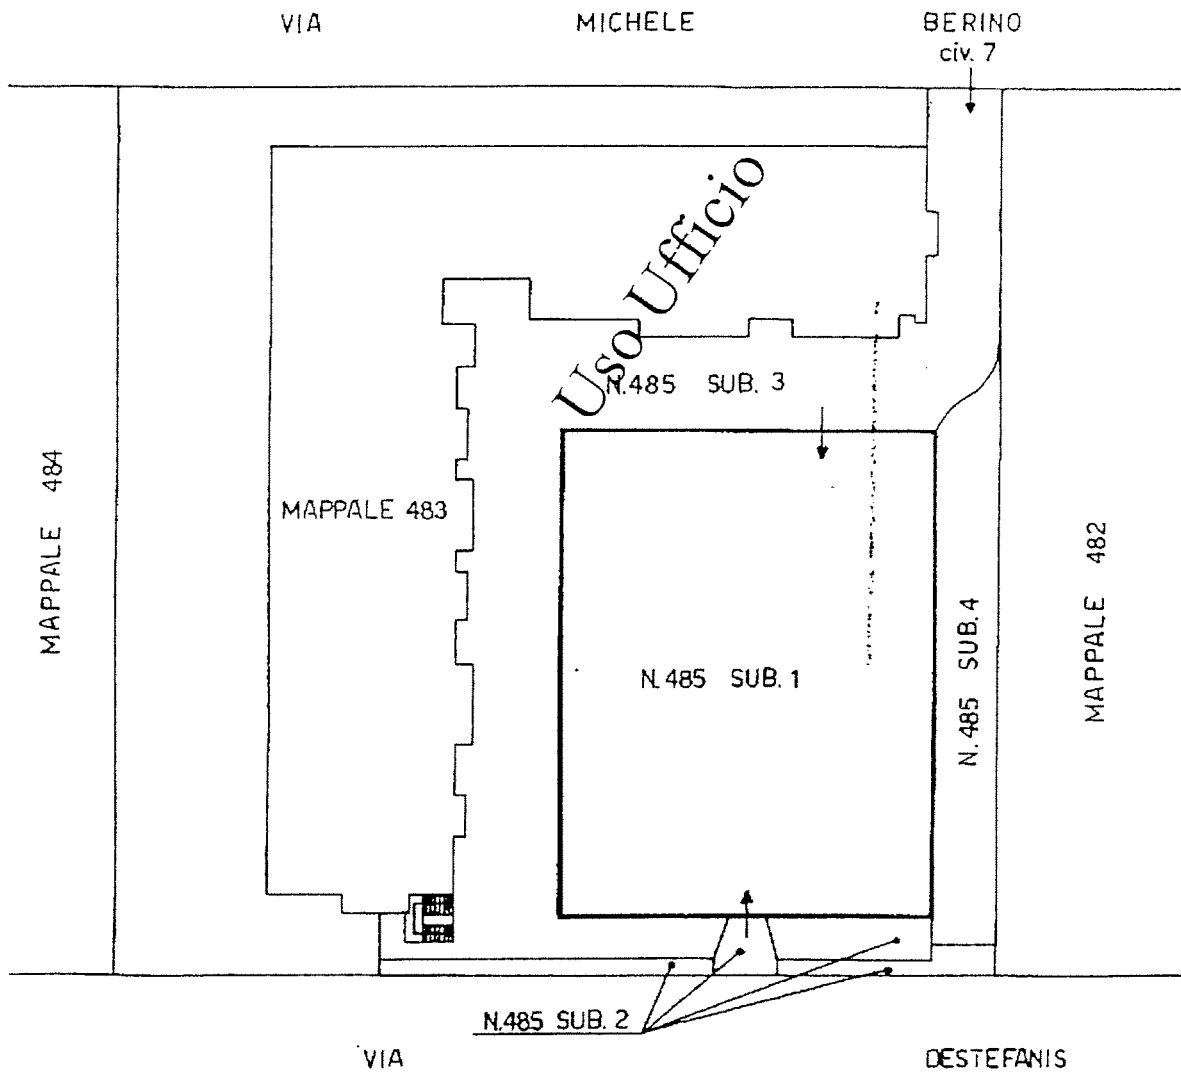 VIA MICHELE BERINO
civ. 7
Uso Ufficio
N.485 SUB. 3
MAPPALE 484
MAPPALE 483
MAPPALE 482
N.485 SUB.4
N.485 SUB. 1
N.485 SUB. 2
VIA DESTEFANIS